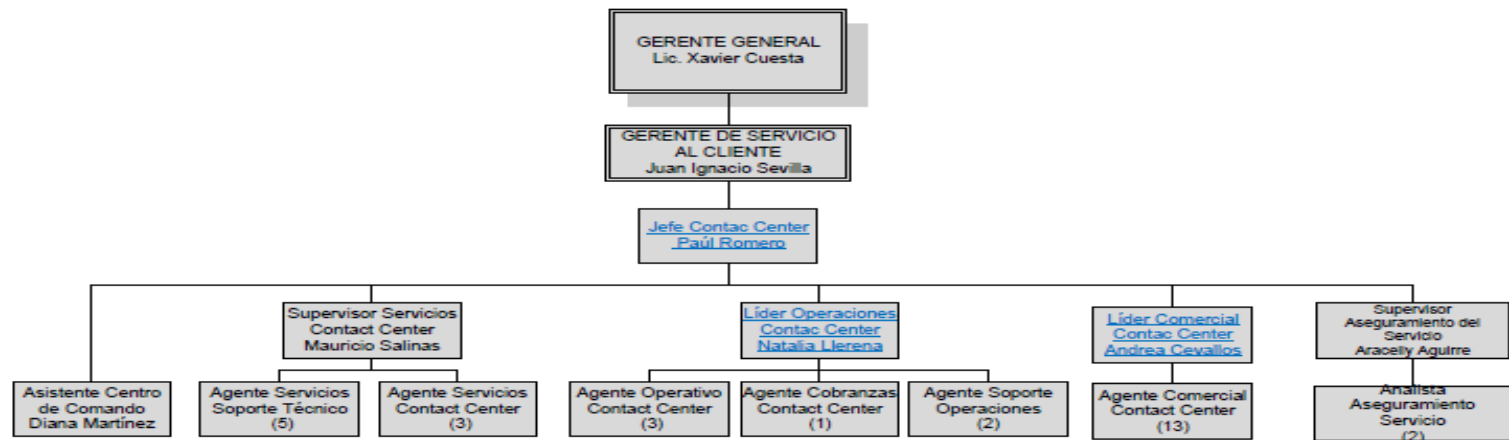 GERENTE GENERAL
Lic. Xavier Cuesta
GERENTE DE SERVICIO
AL CLIENTE
Juan Ignacio Sevilla
Jefe Contac Center
Paúl Romero
Supervisor Servicios
Contact Center
Mauricio Salinas
Líder Operaciones
Contac Center
Natalia Llerena
Líder Comercial
Contac Center
Andrea Cevallos
Supervisor
Aseguramiento del
Servicio
Aracelly Aguirre
Asistente Centro
de Comando
Diana Martínez
Agente Servicios
Soporte Técnico
(5)
Agente Servicios
Contact Center
(3)
Agente Operativo
Contact Center
(3)
Agente Cobranzas
Contact Center
(1)
Agente Soporte
Operaciones
(2)
Agente Comercial
Contact Center
(13)
Analista
Aseguramiento
Servicio
(2)